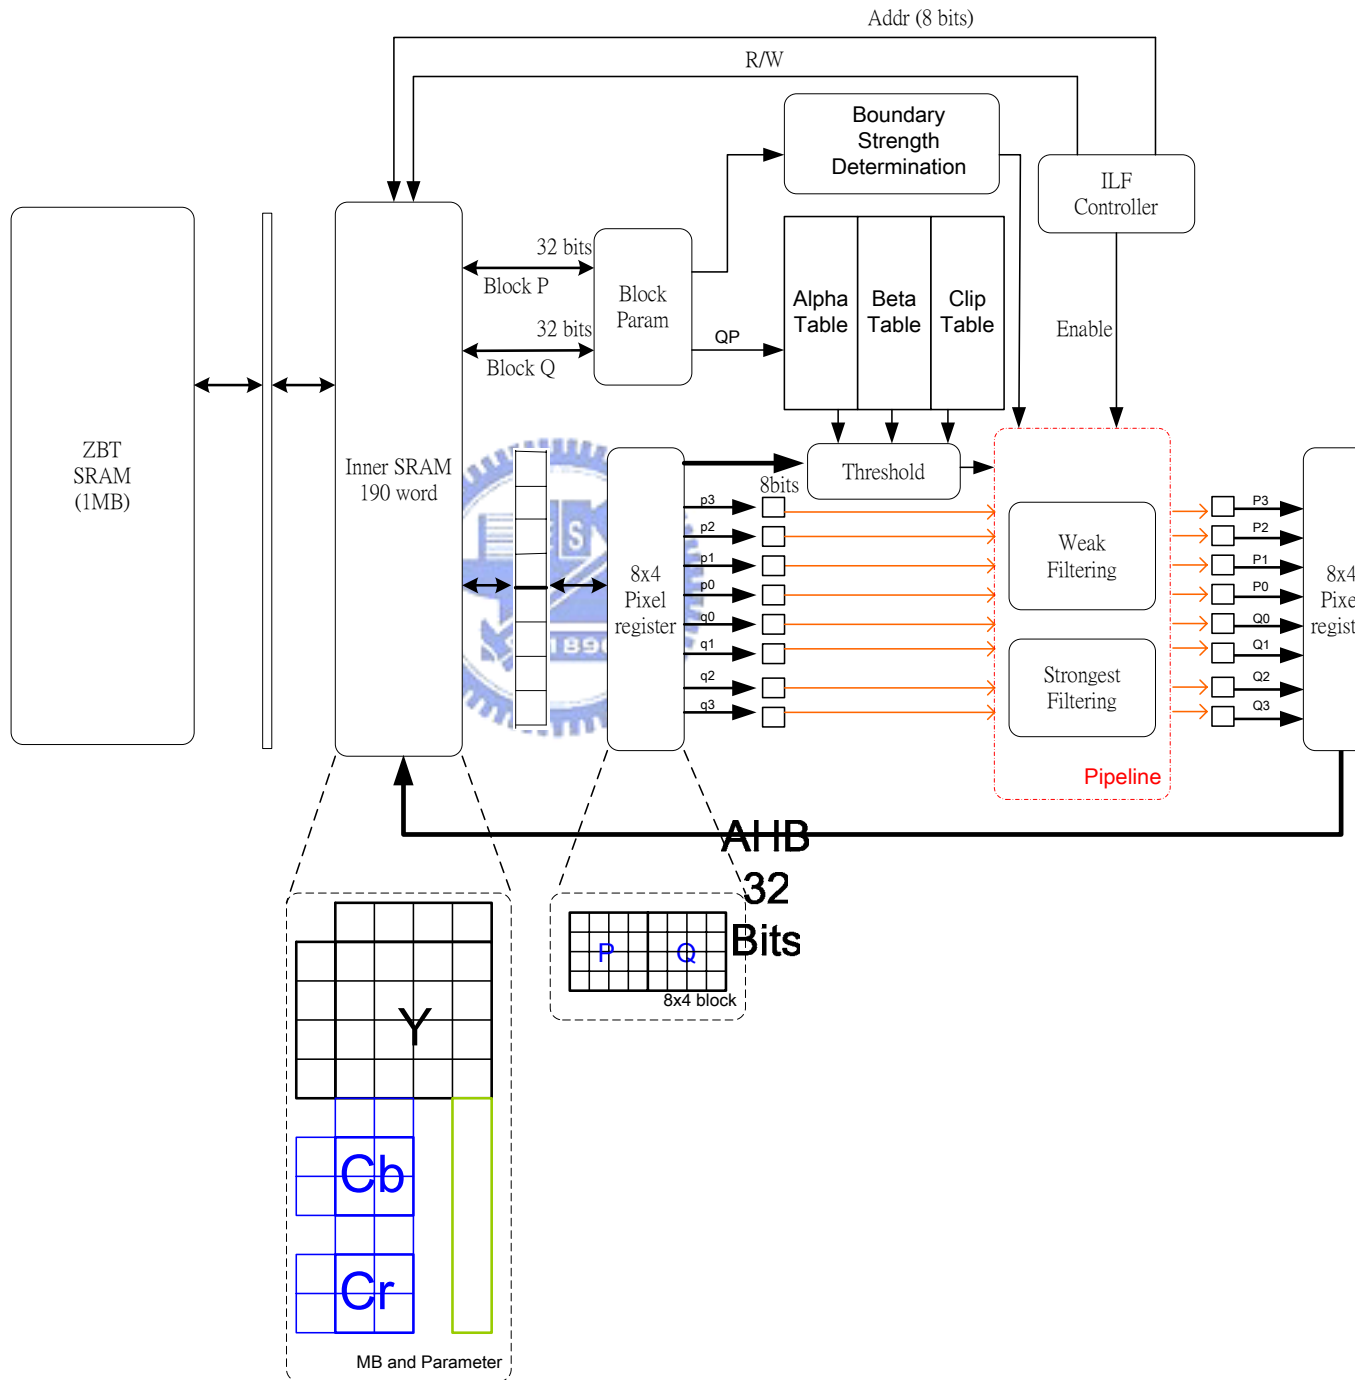 Addr (8 bits)
R/W
Boundary
Strength
Determination
ILF
Controller
32 bits
Block P
Block
Param
32 bits
Block Q
QP
Alpha
Table
Beta
Table
Clip
Table
Enable
ZBT
SRAM
(1MB)
Inner SRAM
190 word
S
1896
8x4
Pixel
register
Threshold
8bits
p3
p2
p1
p0
q0
q1
q2
q3
Weak
Filtering
Strongest
Filtering
Pipeline
P3
P2
P1
P0
Q0
Q1
Q2
Q3
8x4
Pixe
regist
AHB
32
Bits
P
Q
8x4 block
Y
Cb
Cr
MB and Parameter